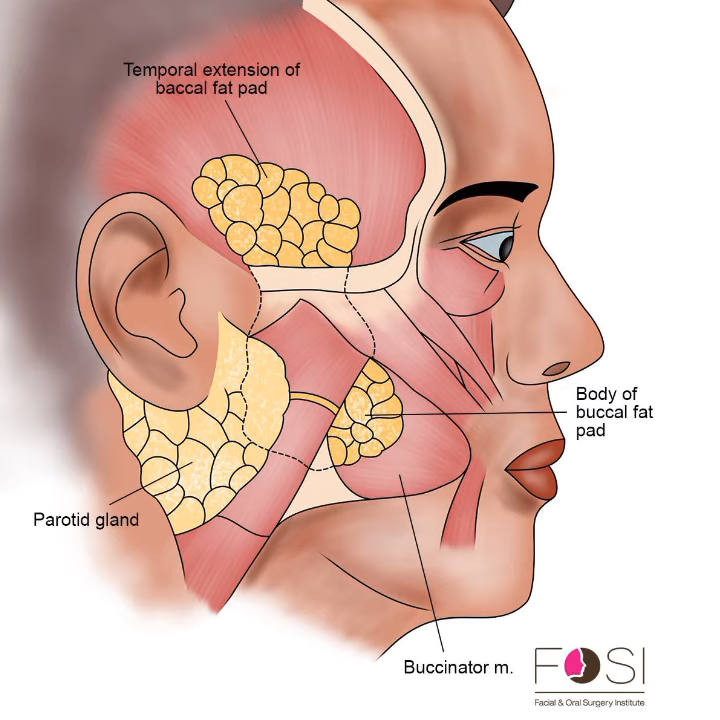 Temporal extension of
baccal fat pad
Body of
buccal fat
pad
Parotid gland
Buccinator m.
FOSI
Facial & Oral Surgery Institute